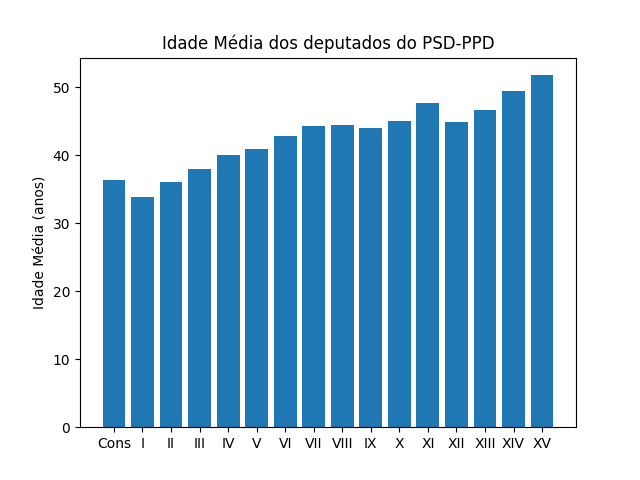 Idade Média dos deputados do PSD-PPD
Idade Média (anos)
50
40
30
20
10
0
Cons I II III IV V VI VII VIII IX X XI XII XIII XIV XV